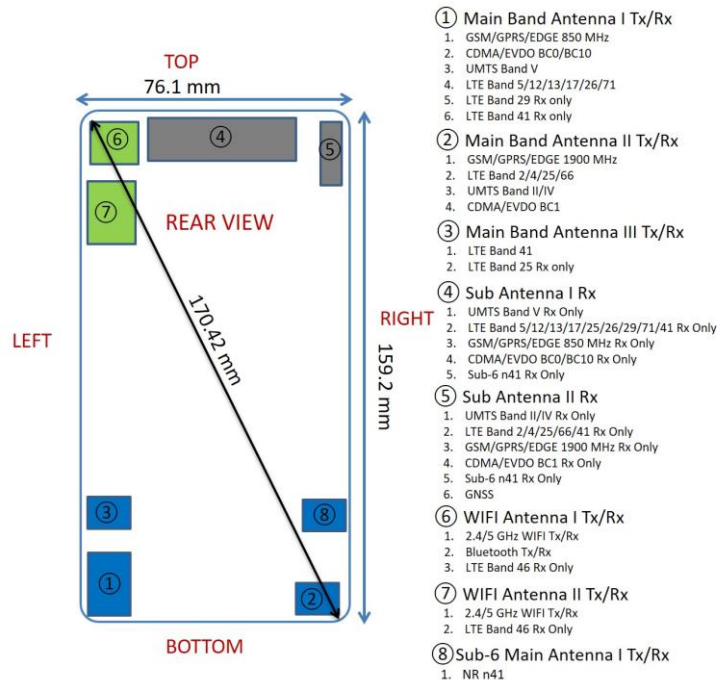 TOP
76.1 mm
⑥
④
⑤
⑦
REAR VIEW
170.42 mm
LEFT
RIGHT
159.2 mm
③
⑧
①
②
BOTTOM
① Main Band Antenna I Tx/Rx
1. GSM/GPRS/EDGE 850 MHz
2. CDMA/EVDO BC0/BC10
3. UMTS Band V
4. LTE Band 5/12/13/17/26/71
5. LTE Band 29 Rx only
6. LTE Band 41 Rx only
② Main Band Antenna II Tx/Rx
1. GSM/GPRS/EDGE 1900 MHz
2. LTE Band 2/4/25/66
3. UMTS Band II/IV
4. CDMA/EVDO BC1
③ Main Band Antenna III Tx/Rx
1. LTE Band 41
2. LTE Band 25 Rx only
④ Sub Antenna I Rx
1. UMTS Band V Rx Only
2. LTE Band 5/12/13/17/25/26/29/71/41 Rx Only
3. GSM/GPRS/EDGE 850 MHz Rx Only
4. CDMA/EVDO BC0/BC10 Rx Only
5. Sub-6 n41 Rx Only
⑤ Sub Antenna II Rx
1. UMTS Band II/IV Rx Only
2. LTE Band 2/4/25/66/41 Rx Only
3. GSM/GPRS/EDGE 1900 MHz Rx Only
4. CDMA/EVDO BC1 Rx Only
5. Sub-6 n41 Rx Only
6. GNSS
⑥ WIFI Antenna I Tx/Rx
1. 2.4/5 GHz WIFI Tx/Rx
2. Bluetooth Tx/Rx
3. LTE Band 46 Rx Only
⑦ WIFI Antenna II Tx/Rx
1. 2.4/5 GHz WIFI Tx/Rx
2. LTE Band 46 Rx Only
⑧ Sub-6 Main Antenna I Tx/Rx
1. NR n41